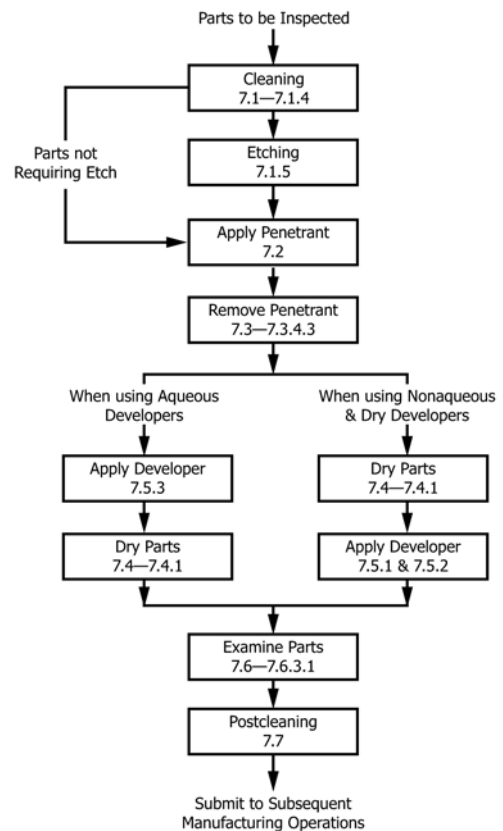 Parts to be Inspected
Cleaning
7.1—7.1.4
Parts not
Requiring Etch
Etching
7.1.5
Apply Penetrant
7.2
Remove Penetrant
7.3—7.3.4.3
When using Aqueous
Developers
When using Nonaqueous
& Dry Developers
Apply Developer
7.5.3
Dry Parts
7.4—7.4.1
Dry Parts
7.4—7.4.1
Apply Developer
7.5.1 & 7.5.2
Examine Parts
7.6—7.6.3.1
Postcleaning
7.7
Submit to Subsequent
Manufacturing Operations